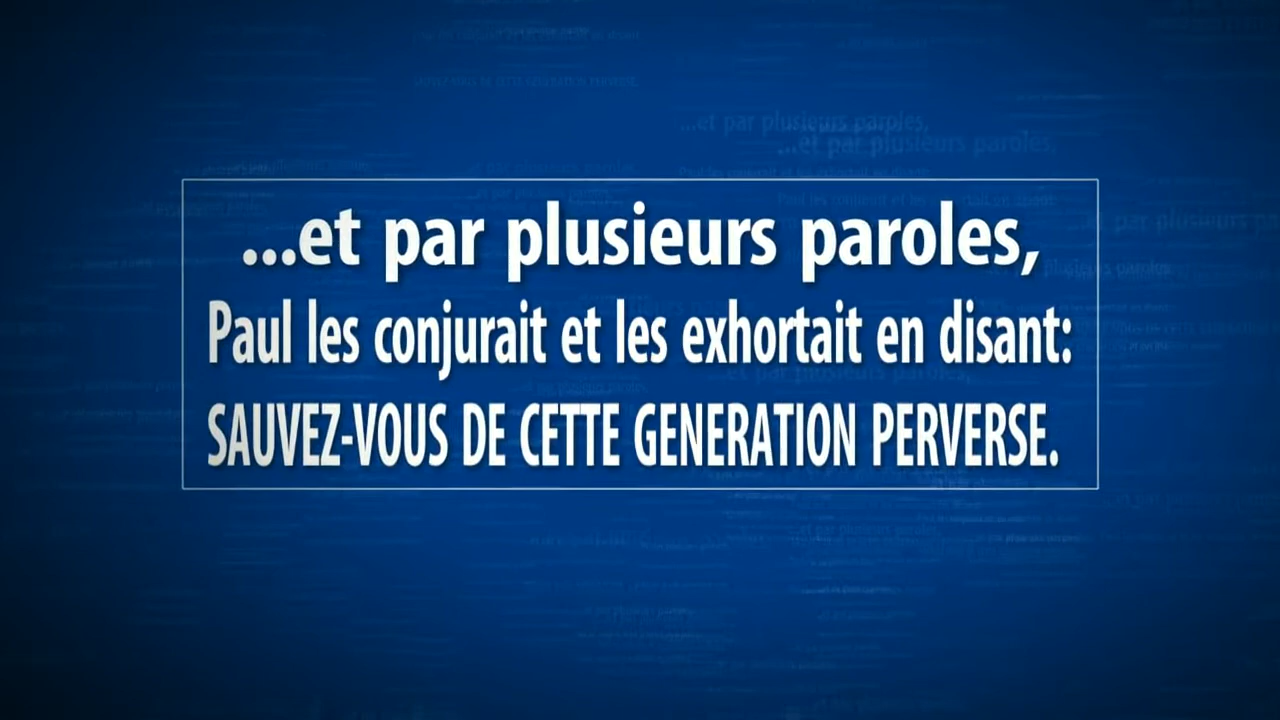 ...et par plusieurs paroles,
Paul les conjurait et les exhortait en disant:
SAUVEZ-VOUS DE CETTE GENERATION PERVERSE.